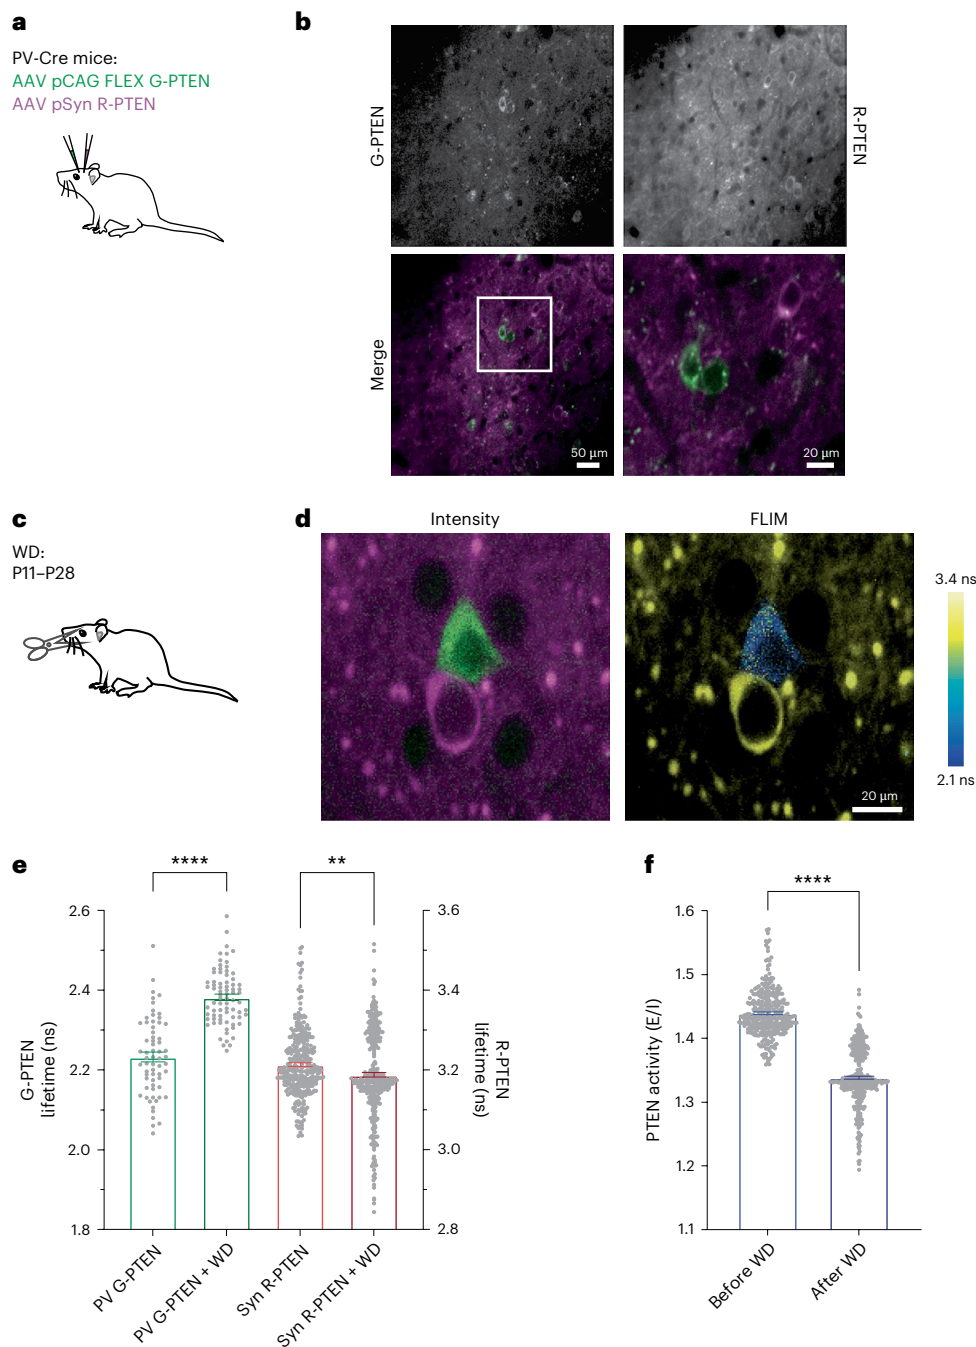 a
PV-Cre mice:
AAV pCAG FLEX G-PTEN
AAV pSyn R-PTEN
b
G-PTEN
R-PTEN
Merge
50 µm
20 µm
c
WD:
P11–P28
d
Intensity
FLIM
3.4 ns
2.1 ns
20 µm
e
****
**
2.6
2.4
2.2
2.0
1.8
G-PTEN
lifetime (ns)
3.6
3.4
3.2
3.0
2.8
R-PTEN
lifetime (ns)
PV G-PTEN
PV G-PTEN + WD
Syn R-PTEN
Syn R-PTEN + WD
f
****
1.6
1.5
1.4
1.3
1.2
1.1
PTEN activity (E/I)
Before WD
After WD